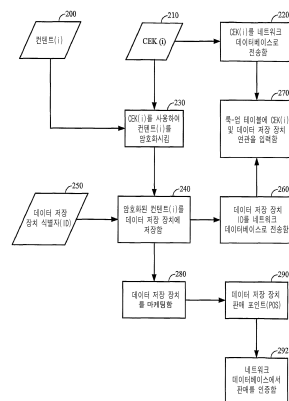 200
컨텐트(i)
210
CEK (i)
220
CEK(i)를 네트워크
데이터베이스로
전송함
230
CEK(i)를 사용하여
컨텐트(i)를
암호화시킴
270
룩-업 테이블에 CEK(i)
및 데이터 저장 장치
연관을 입력함
250
데이터 저장
장치 식별자(ID)
240
암호화된 컨텐트(i)를
데이터 저장 장치에
저장함
260
데이터 저장 장치
ID를 네트워크
데이터베이스로 전송함
280
데이터 저장 장치
를 마케팅함
290
데이터 저장 장치
판매 포인트(POS)
292
네트워크
데이터베이스에서
판매를 인증함